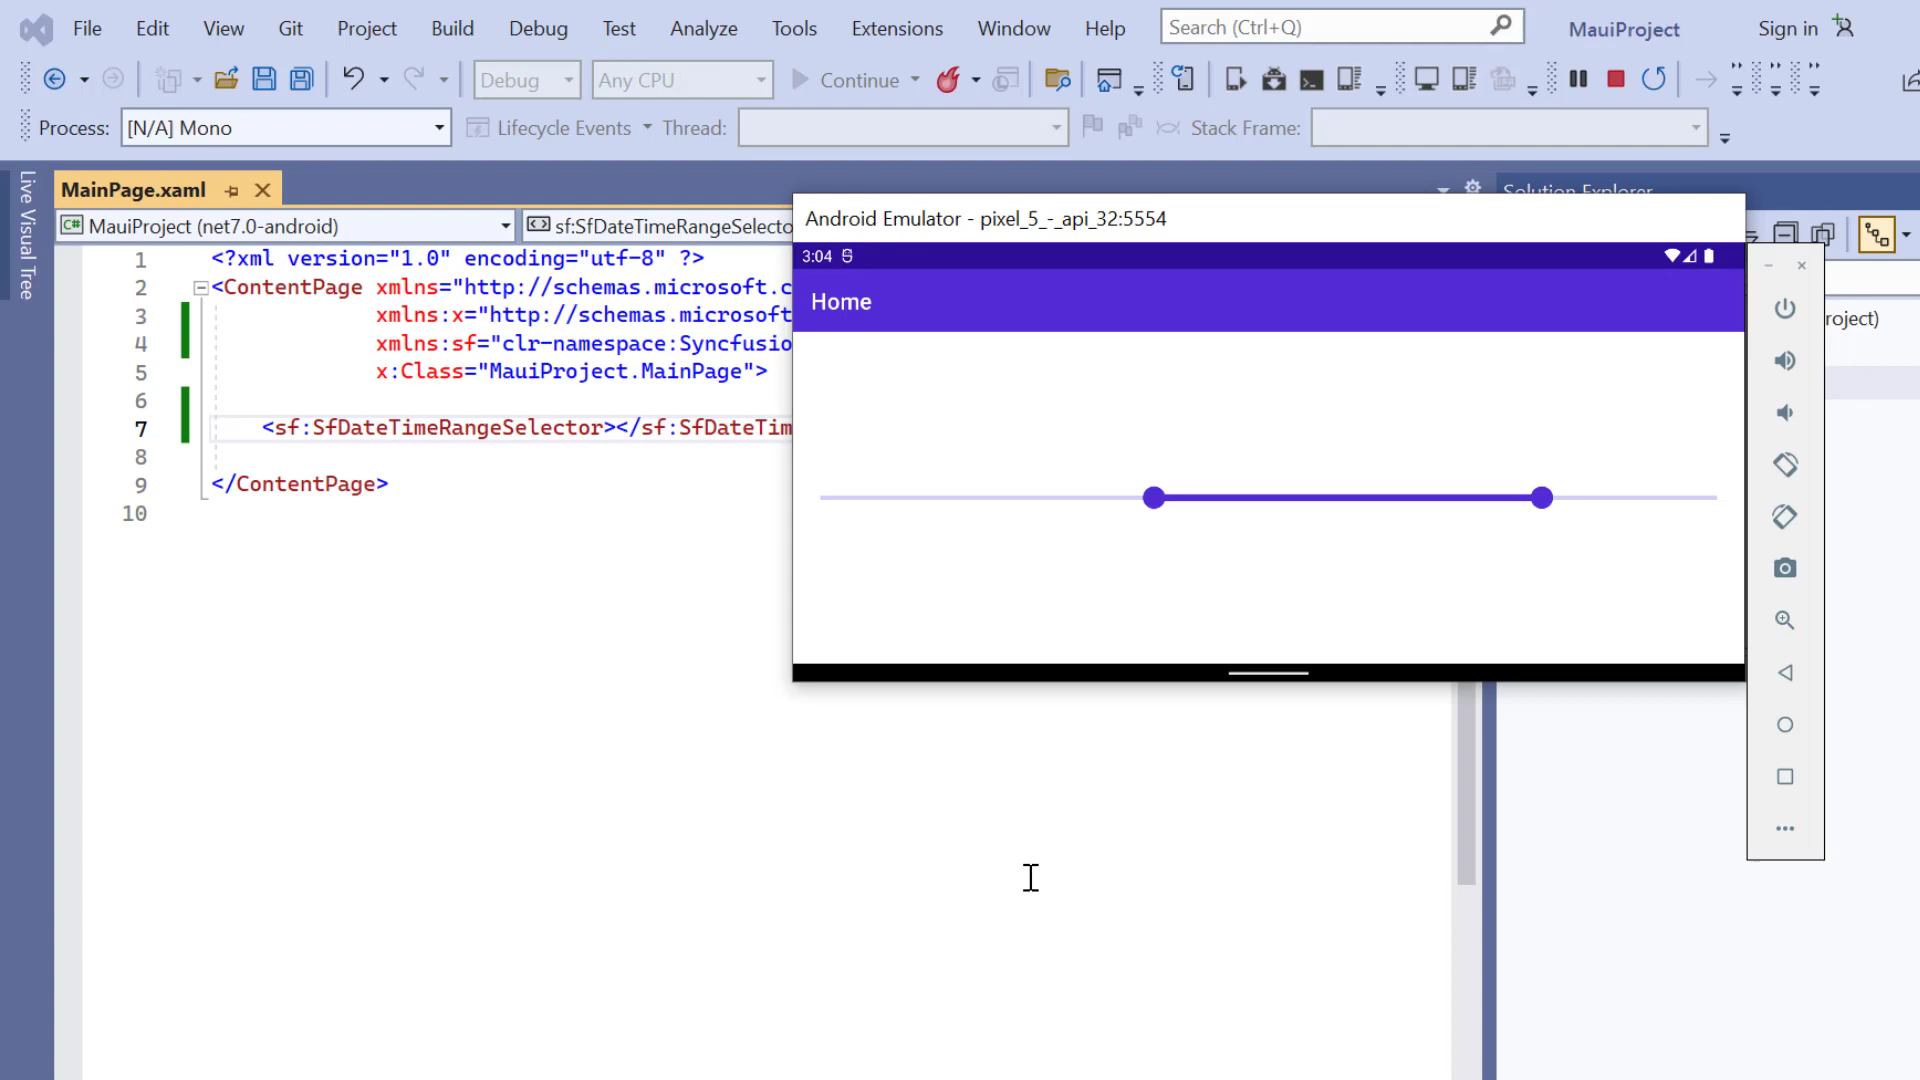 File Edit View Git Project Build Debug Test Analyze Tools Extensions Window Help Search (Ctrl+Q) MauiProject Sign in
Debug Any CPU Continue
Process: [N/A] Mono Lifecycle Events Thread: Stack Frame:
Live Visual Tree
MainPage.xaml
Solution Explorer
MauiProject (net7.0-android) sf:SfDateTimeRangeSelecto
1 <?xml version="1.0" encoding="utf-8" ?>
2 <ContentPage xmlns="http://schemas.microsoft.c
3 xmlns:x="http://schemas.microsoft
4 xmlns:sf="clr-namespace:Syncfusio
5 x:Class="MauiProject.MainPage">
6
7 <sf:SfDateTimeRangeSelector></sf:SfDateTim
8
9 </ContentPage>
10
Android Emulator - pixel_5_-_api_32:5554
3:04
Home
roject)